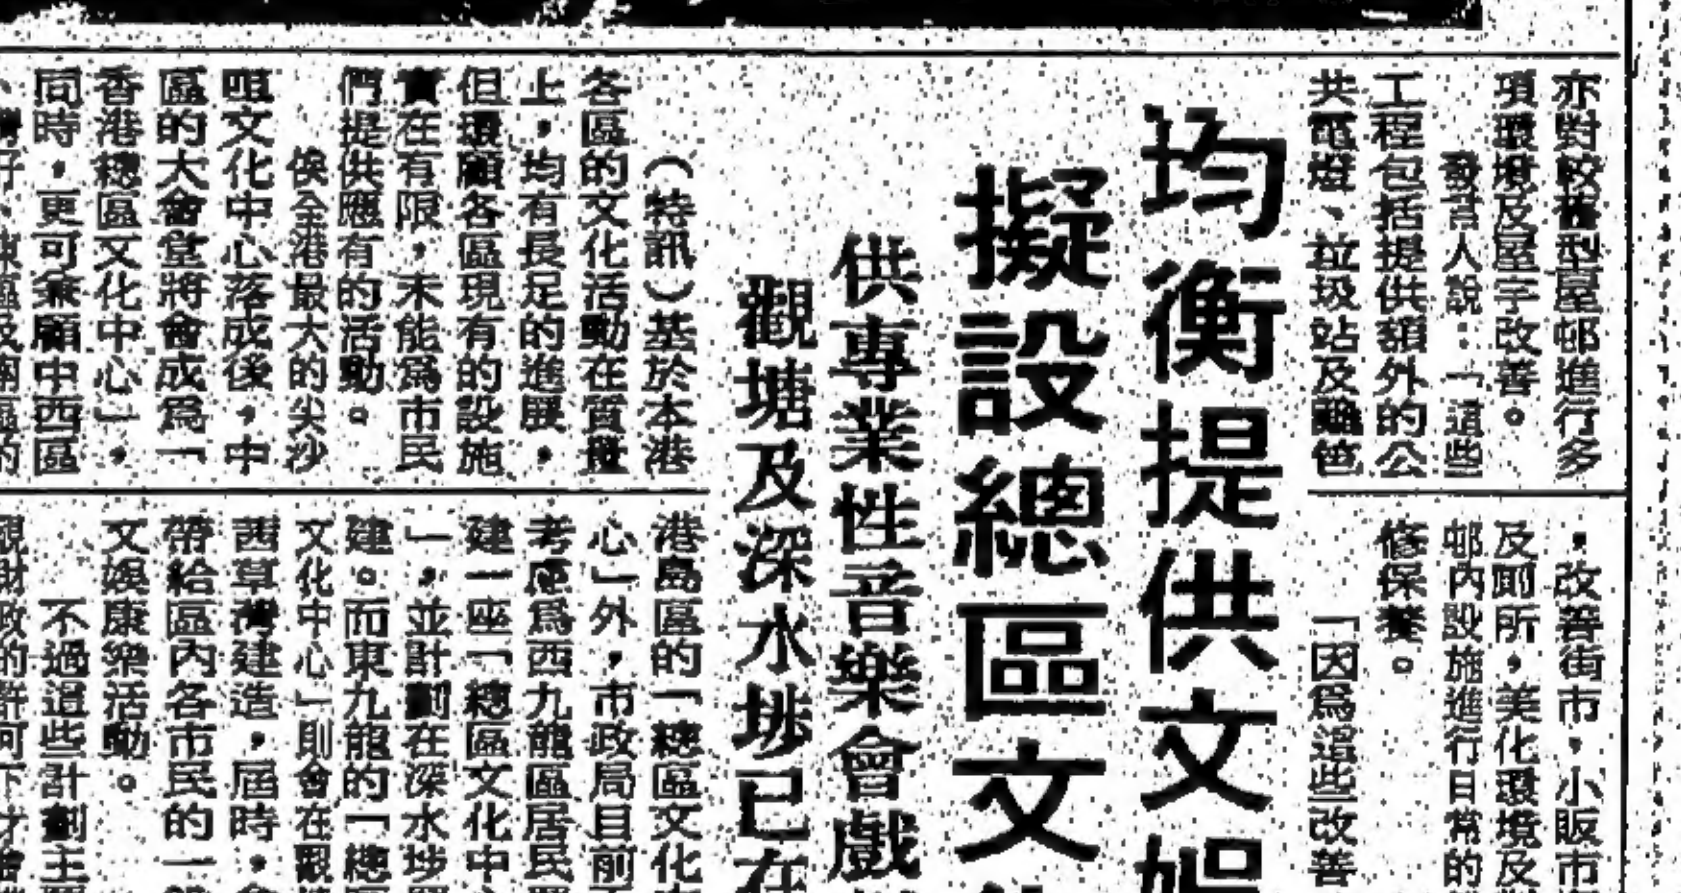 亦對較舊型屋邨進行多
項環境及屋宇改善。
發言人說：「這些
工程包括提供額外的公
共電燈、垃圾站及曬
，改善街市，小販市
及廁所，美化環境及
邨內設施進行日常的
修保養。
「因為這些改善
均衡提供文娛
擬設總區文
供專業性音樂會戲
觀塘及深水埗已在
（特訊）基於本港
各區的文化活動在質量
上，均有長足的進展，
但環顧各區現有的設施
實在有限，未能為市民
們提供應有的活動。
俟全港最大的尖沙
咀文化中心落成後，中
區的大會堂將會成為「
香港總區文化中心」，
同時，更可兼顧中西區
港島區的「總區文化
心」外，市政局目前
考慮為西九龍區居民
建一座「總區文化中
」，並計劃在深水埗
建。而東九龍的「總
文化中心」則會在觀
茜草灣建造，屆時，
帶給區內各市民的一
文娛康樂活動。
不過這些計劃
財政的許可下才會